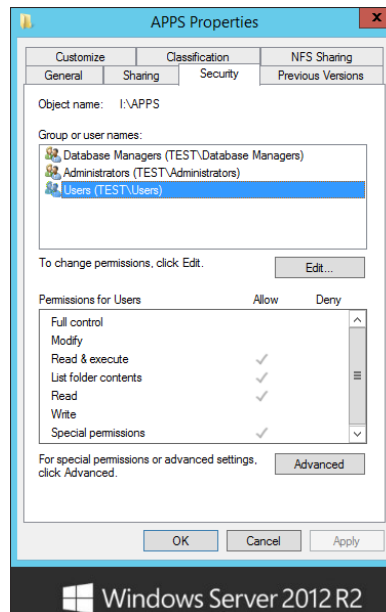 APPS Properties
x
Customize Classification NFS Sharing
General Sharing Security Previous Versions
Object name: I:\APPS
Group or user names:
Database Managers (TEST\Database Managers)
Administrators (TEST\Administrators)
Users (TEST\Users)
To change permissions, click Edit. Edit...
Permissions for Users Allow Deny
Full control
Modify
Read & execute
List folder contents
Read
Write
Special permissions
For special permissions or advanced settings,
click Advanced. Advanced
OK Cancel Apply
Windows Server 2012 R2